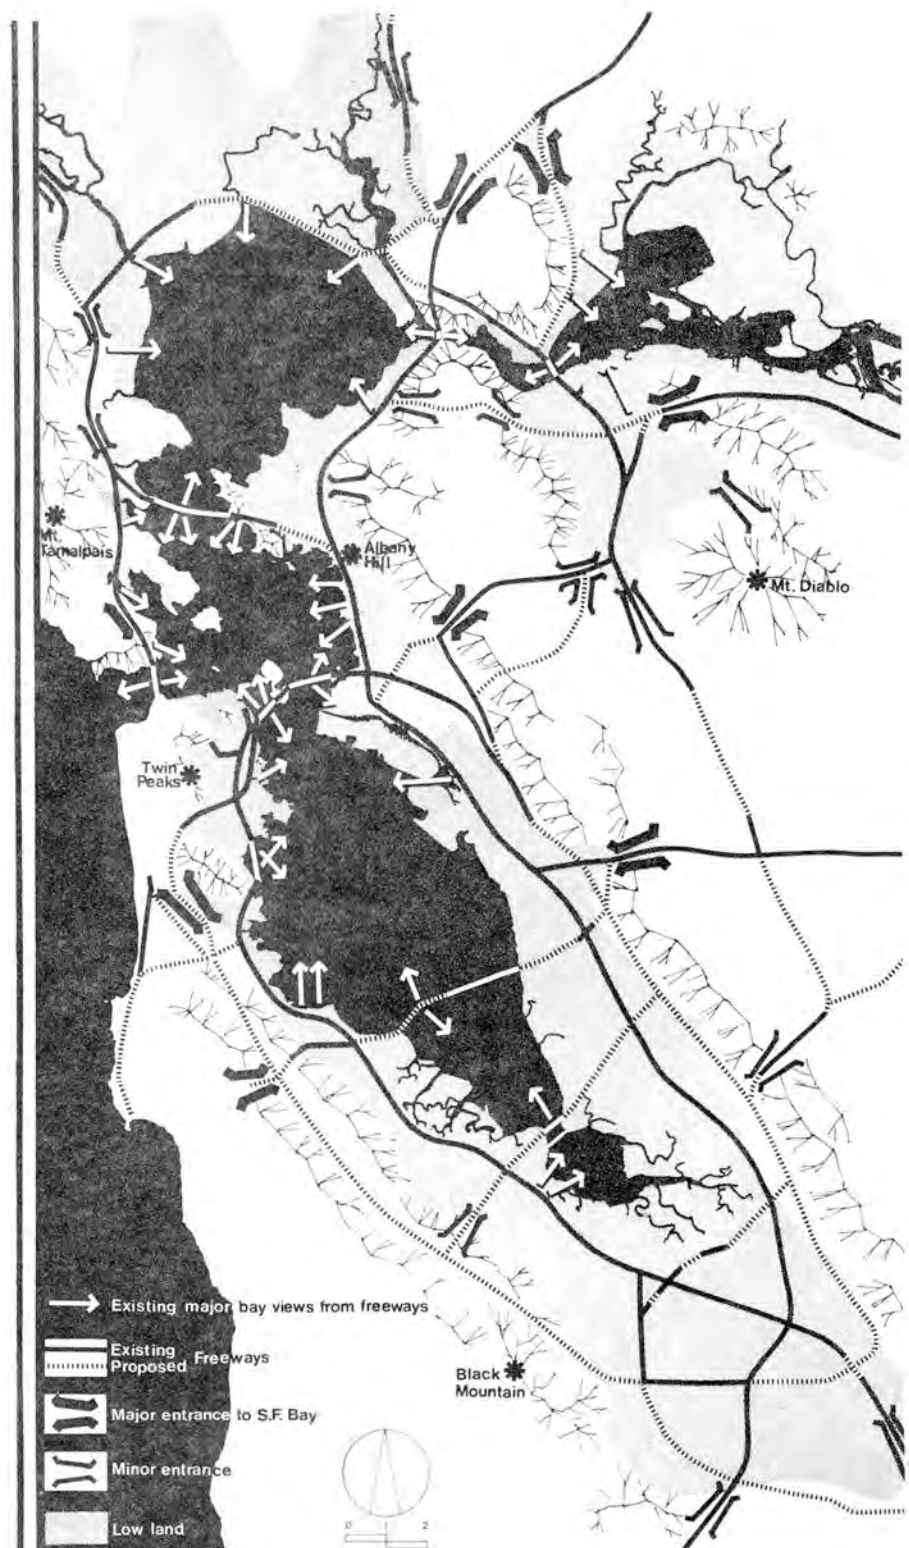 Mt.
Tamalpais
Albany
Hill
Mt. Diablo
Twin
Peaks
Existing major bay views from freeways
Existing
Proposed Freeways
Major entrance to S.F. Bay
Minor entrance
Low land
Black
Mountain
0 1 2